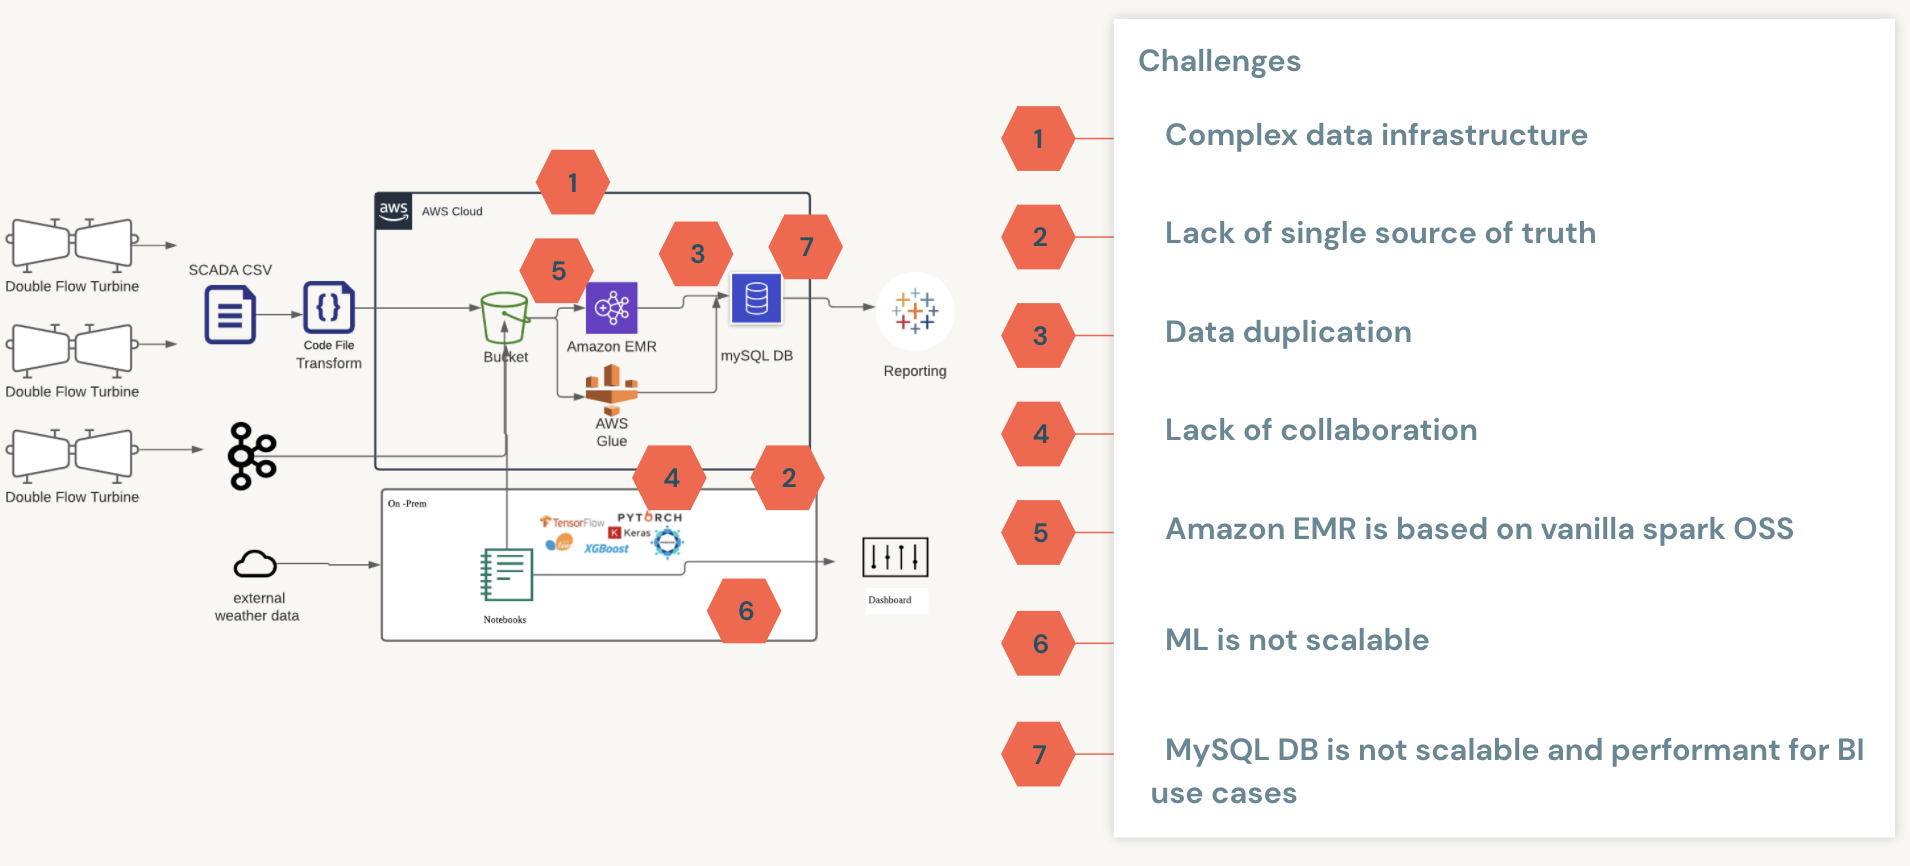 1
aws
AWS Cloud
3
7
5
SCADA CSV
Double Flow Turbine
{}
Code File
Transform
Bucket
Amazon EMR
mySQL DB
Reporting
Double Flow Turbine
AWS
Glue
Double Flow Turbine
4
2
On -Prem
TensorFlow
PYTORCH
K Keras
XGBoost
external
weather data
Notebooks
6
Dashboard
Challenges
1
Complex data infrastructure
2
Lack of single source of truth
3
Data duplication
4
Lack of collaboration
5
Amazon EMR is based on vanilla spark OSS
6
ML is not scalable
7
MySQL DB is not scalable and performant for BI
use cases